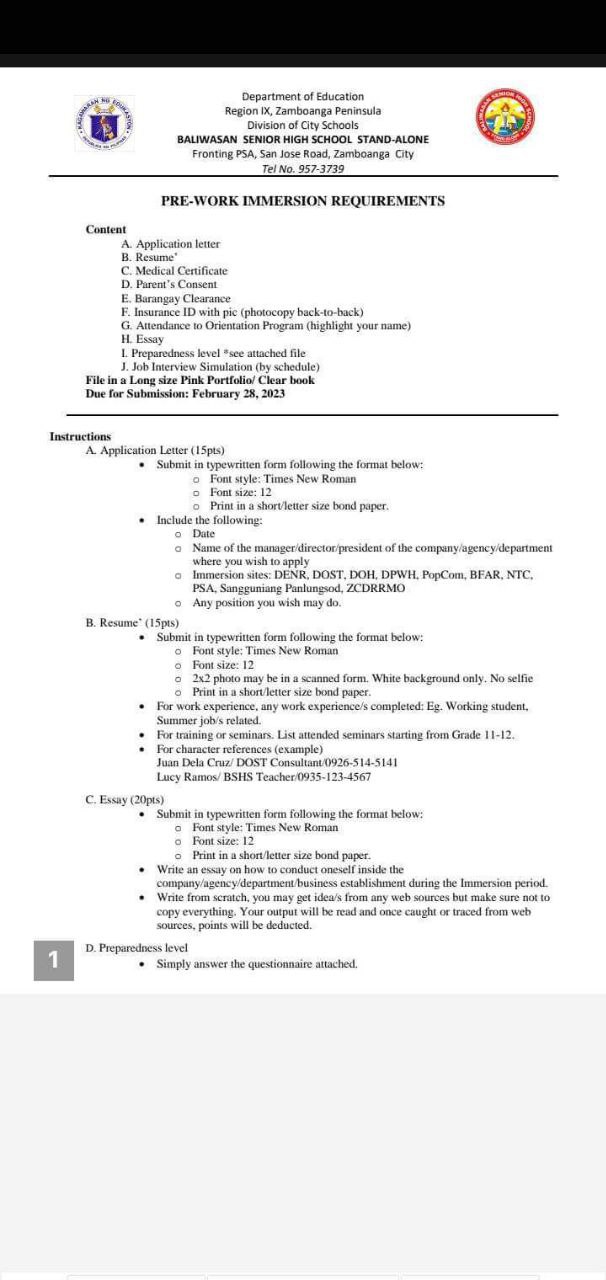 Department of Education
Region IX, Zamboanga Peninsula
Division of City Schools
BALIWASAN SENIOR HIGH SCHOOL STAND-ALONE
Fronting PSA, San Jose Road, Zamboanga City
Tel No. 957-3739
PRE-WORK IMMERSION REQUIREMENTS
Content
A. Application letter
B. Resume'
C. Medical Certificate
D. Parent's Consent
E. Barangay Clearance
F. Insurance ID with pic (photocopy back-to-back)
G. Attendance to Orientation Program (highlight your name)
H. Essay
I. Preparedness level *see attached file
J. Job Interview Simulation (by schedule)
File in a Long size Pink Portfolio/ Clear book
Due for Submission: February 28, 2023
Instructions
A. Application Letter (15pts)
• Submit in typewritten form following the format below:
o Font style: Times New Roman
o Font size: 12
o Print in a short/letter size bond paper.
• Include the following:
o Date
o Name of the manager/director/president of the company/agency/department
where you wish to apply
o Immersion sites: DENR, DOST, DOH, DPWH, PopCom, BFAR, NTC,
PSA, Sangguniang Panlungsod, ZCDRRMO
o Any position you wish may do.
B. Resume' (15pts)
• Submit in typewritten form following the format below:
o Font style: Times New Roman
o Font size: 12
o 2x2 photo may be in a scanned form. White background only. No selfie
o Print in a short/letter size bond paper.
• For work experience, any work experience/s completed: Eg. Working student,
Summer job/s related.
• For training or seminars. List attended seminars starting from Grade 11-12.
• For character references (example)
Juan Dela Cruz/ DOST Consultant/0926-514-5141
Lucy Ramos/ BSHS Teacher/0935-123-4567
C. Essay (20pts)
• Submit in typewritten form following the format below:
o Font style: Times New Roman
o Font size: 12
o Print in a short/letter size bond paper.
• Write an essay on how to conduct oneself inside the
company/agency/department/business establishment during the Immersion period.
• Write from scratch, you may get idea/s from any web sources but make sure not to
copy everything. Your output will be read and once caught or traced from web
sources, points will be deducted.
D. Preparedness level
• Simply answer the questionnaire attached.
1